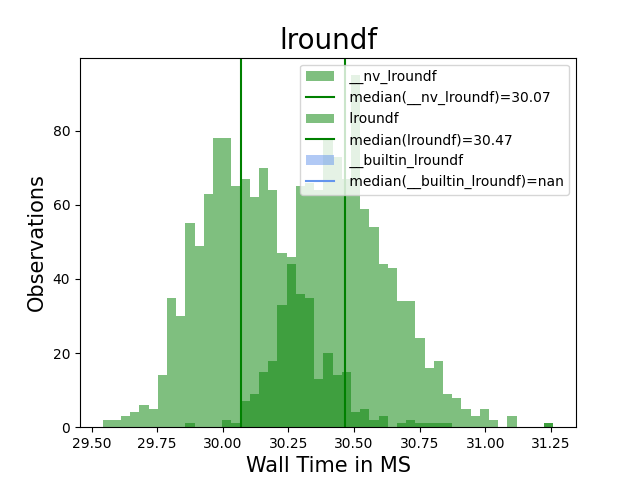 lroundf
__nv_lroundf
median(__nv_lroundf)=30.07
lroundf
median(lroundf)=30.47
__builtin_lroundf
median(__builtin_lroundf)=nan
Observations
80
60
40
20
0
29.50 29.75 30.00 30.25 30.50 30.75 31.00 31.25
Wall Time in MS